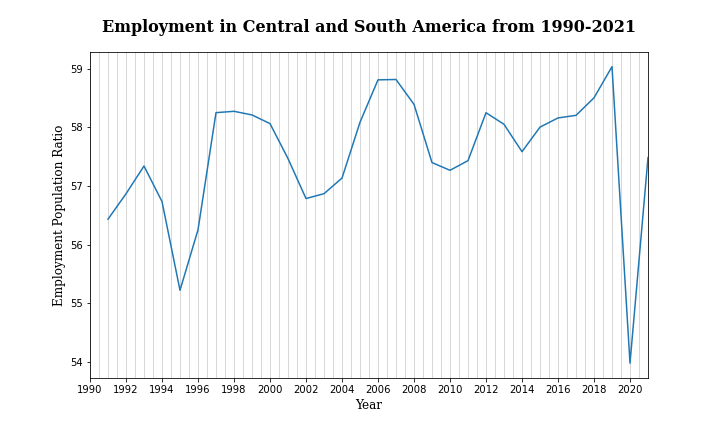 Employment in Central and South America from 1990-2021
Employment Population Ratio
59
58
57
56
55
54
1990 1992 1994 1996 1998 2000 2002 2004 2006 2008 2010 2012 2014 2016 2018 2020
Year